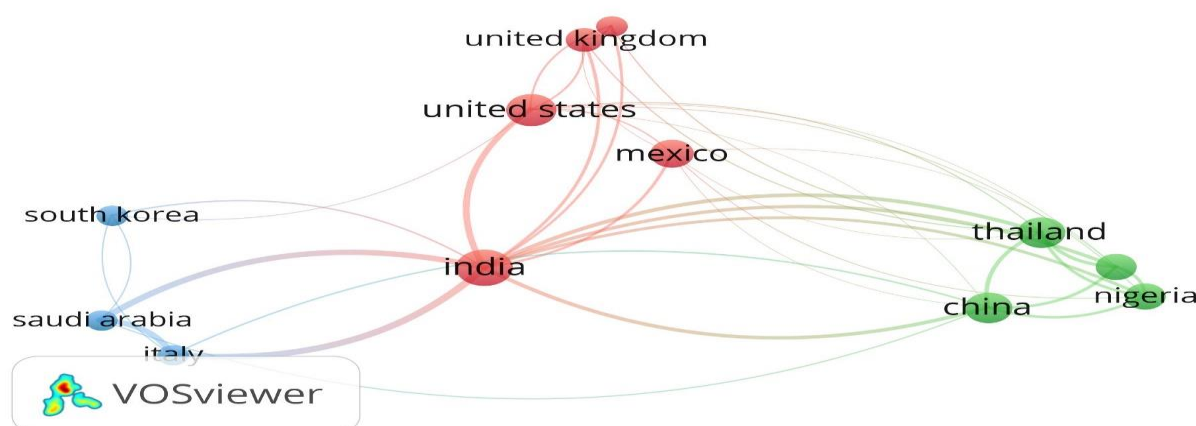 united kingdom
united states
mexico
south korea
thailand
india
nigeria
china
saudi arabia
italy
VOSviewer